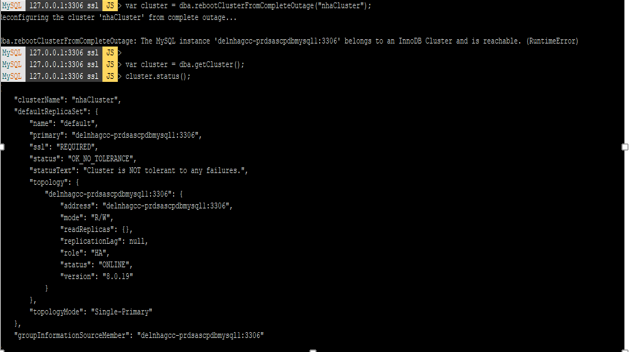 MySQL 127.0.0.1:3306 ssl JS > var cluster = dba.rebootClusterFromCompleteOutage("nhaCluster");
econfiguring the cluster 'nhaCluster' from complete outage...
ba.rebootClusterFromCompleteOutage: The MySQL instance 'delnhagcc-prdsascpdbmysql1:3306' belongs to an InnoDB Cluster and is reachable. (RuntimeError)
MySQL 127.0.0.1:3306 ssl JS >
MySQL 127.0.0.1:3306 ssl JS > var cluster = dba.getCluster();
MySQL 127.0.0.1:3306 ssl JS > cluster.status();
"clusterName": "nhaCluster",
"defaultReplicaSet": {
"name": "default",
"primary": "delnhagcc-prdsascpdbmysql1:3306",
"ssl": "REQUIRED",
"status": "OK_NO_TOLERANCE",
"statusText": "Cluster is NOT tolerant to any failures.",
"topology": {
"delnhagcc-prdsascpdbmysql1:3306": {
"address": "delnhagcc-prdsascpdbmysql1:3306",
"mode": "R/W",
"readReplicas": {},
"replicationLag": null,
"role": "HA",
"status": "ONLINE",
"version": "8.0.19"
}
},
"topologyMode": "Single-Primary"
},
"groupInformationSourceMember": "delnhagcc-prdsascpdbmysql1:3306"